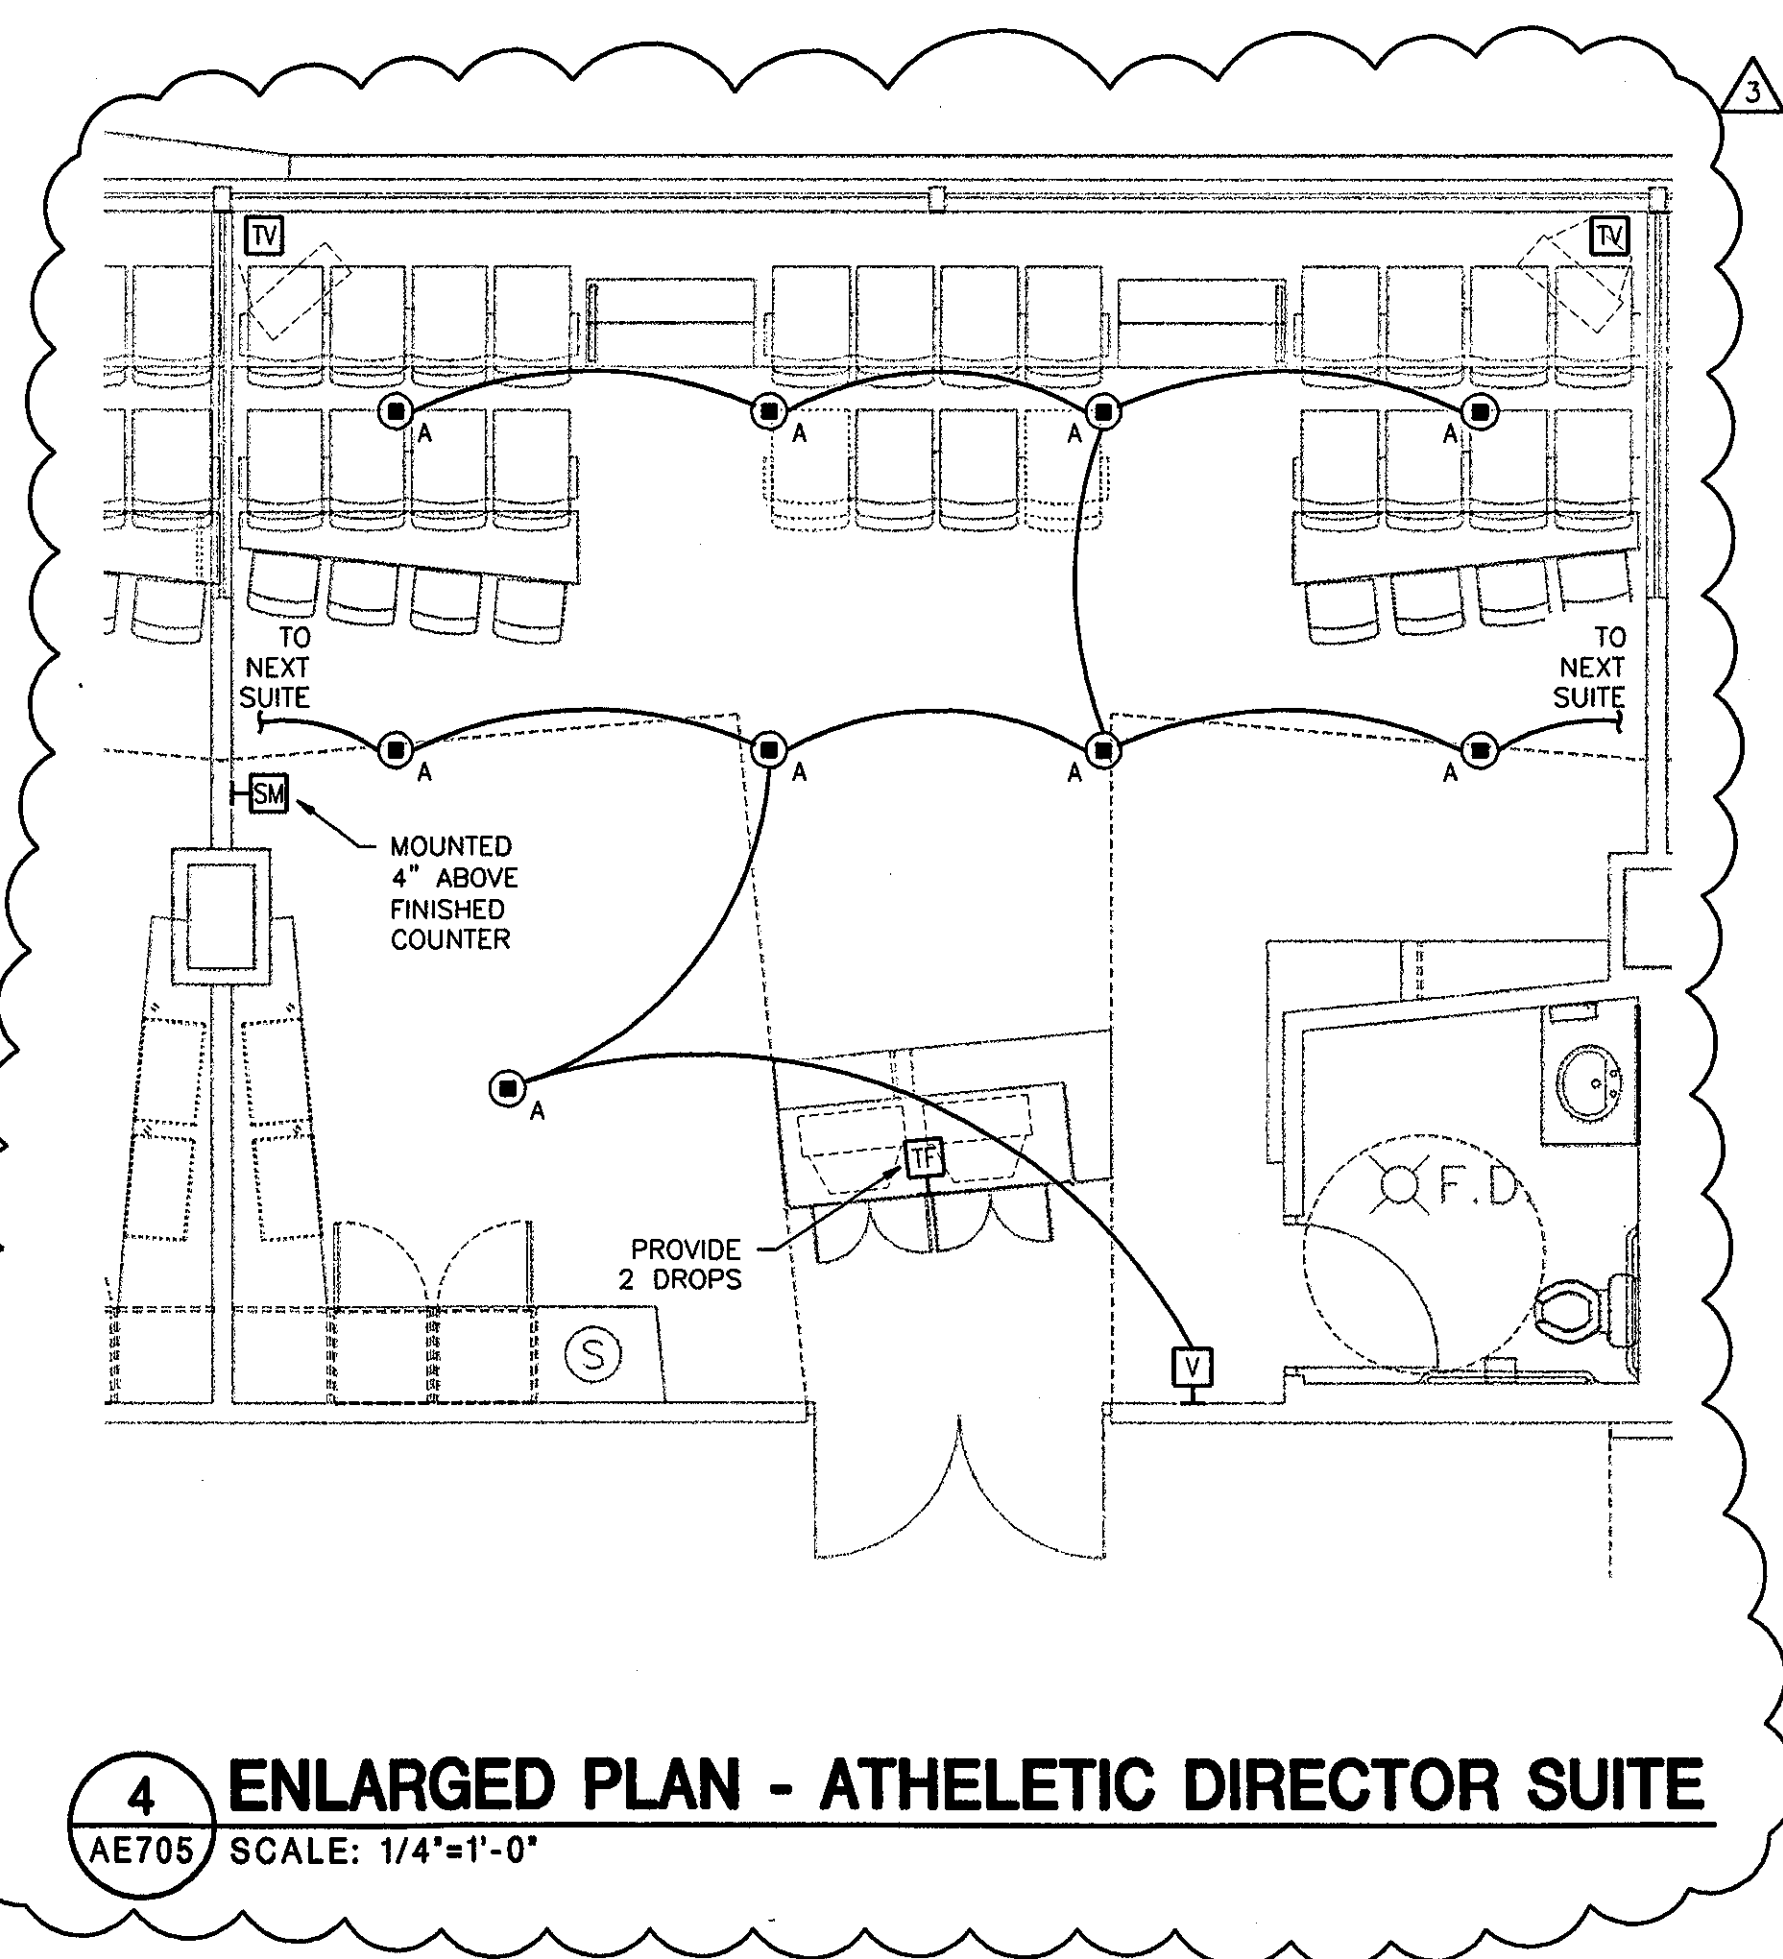 3
TV
TV
A
A
A
A
TO
NEXT
SUITE
TO
NEXT
SUITE
A
A
A
A
SM
MOUNTED
4" ABOVE
FINISHED
COUNTER
A
TF
F.D
PROVIDE
2 DROPS
S
V
4
ENLARGED PLAN - ATHELETIC DIRECTOR SUITE
AE705
SCALE: 1/4"=1'-0"